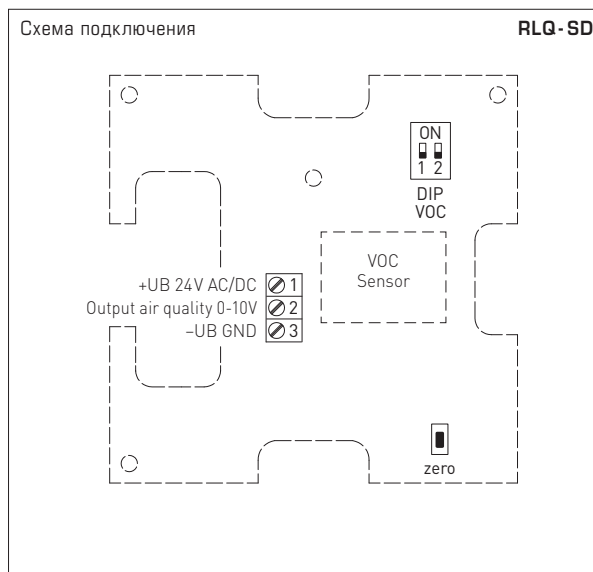 Схема подключения
RLQ-SD
ON
1 2
DIP
VOC
VOC
Sensor
+UB 24V AC/DC 1
Output air quality 0-10V 2
–UB GND 3
zero